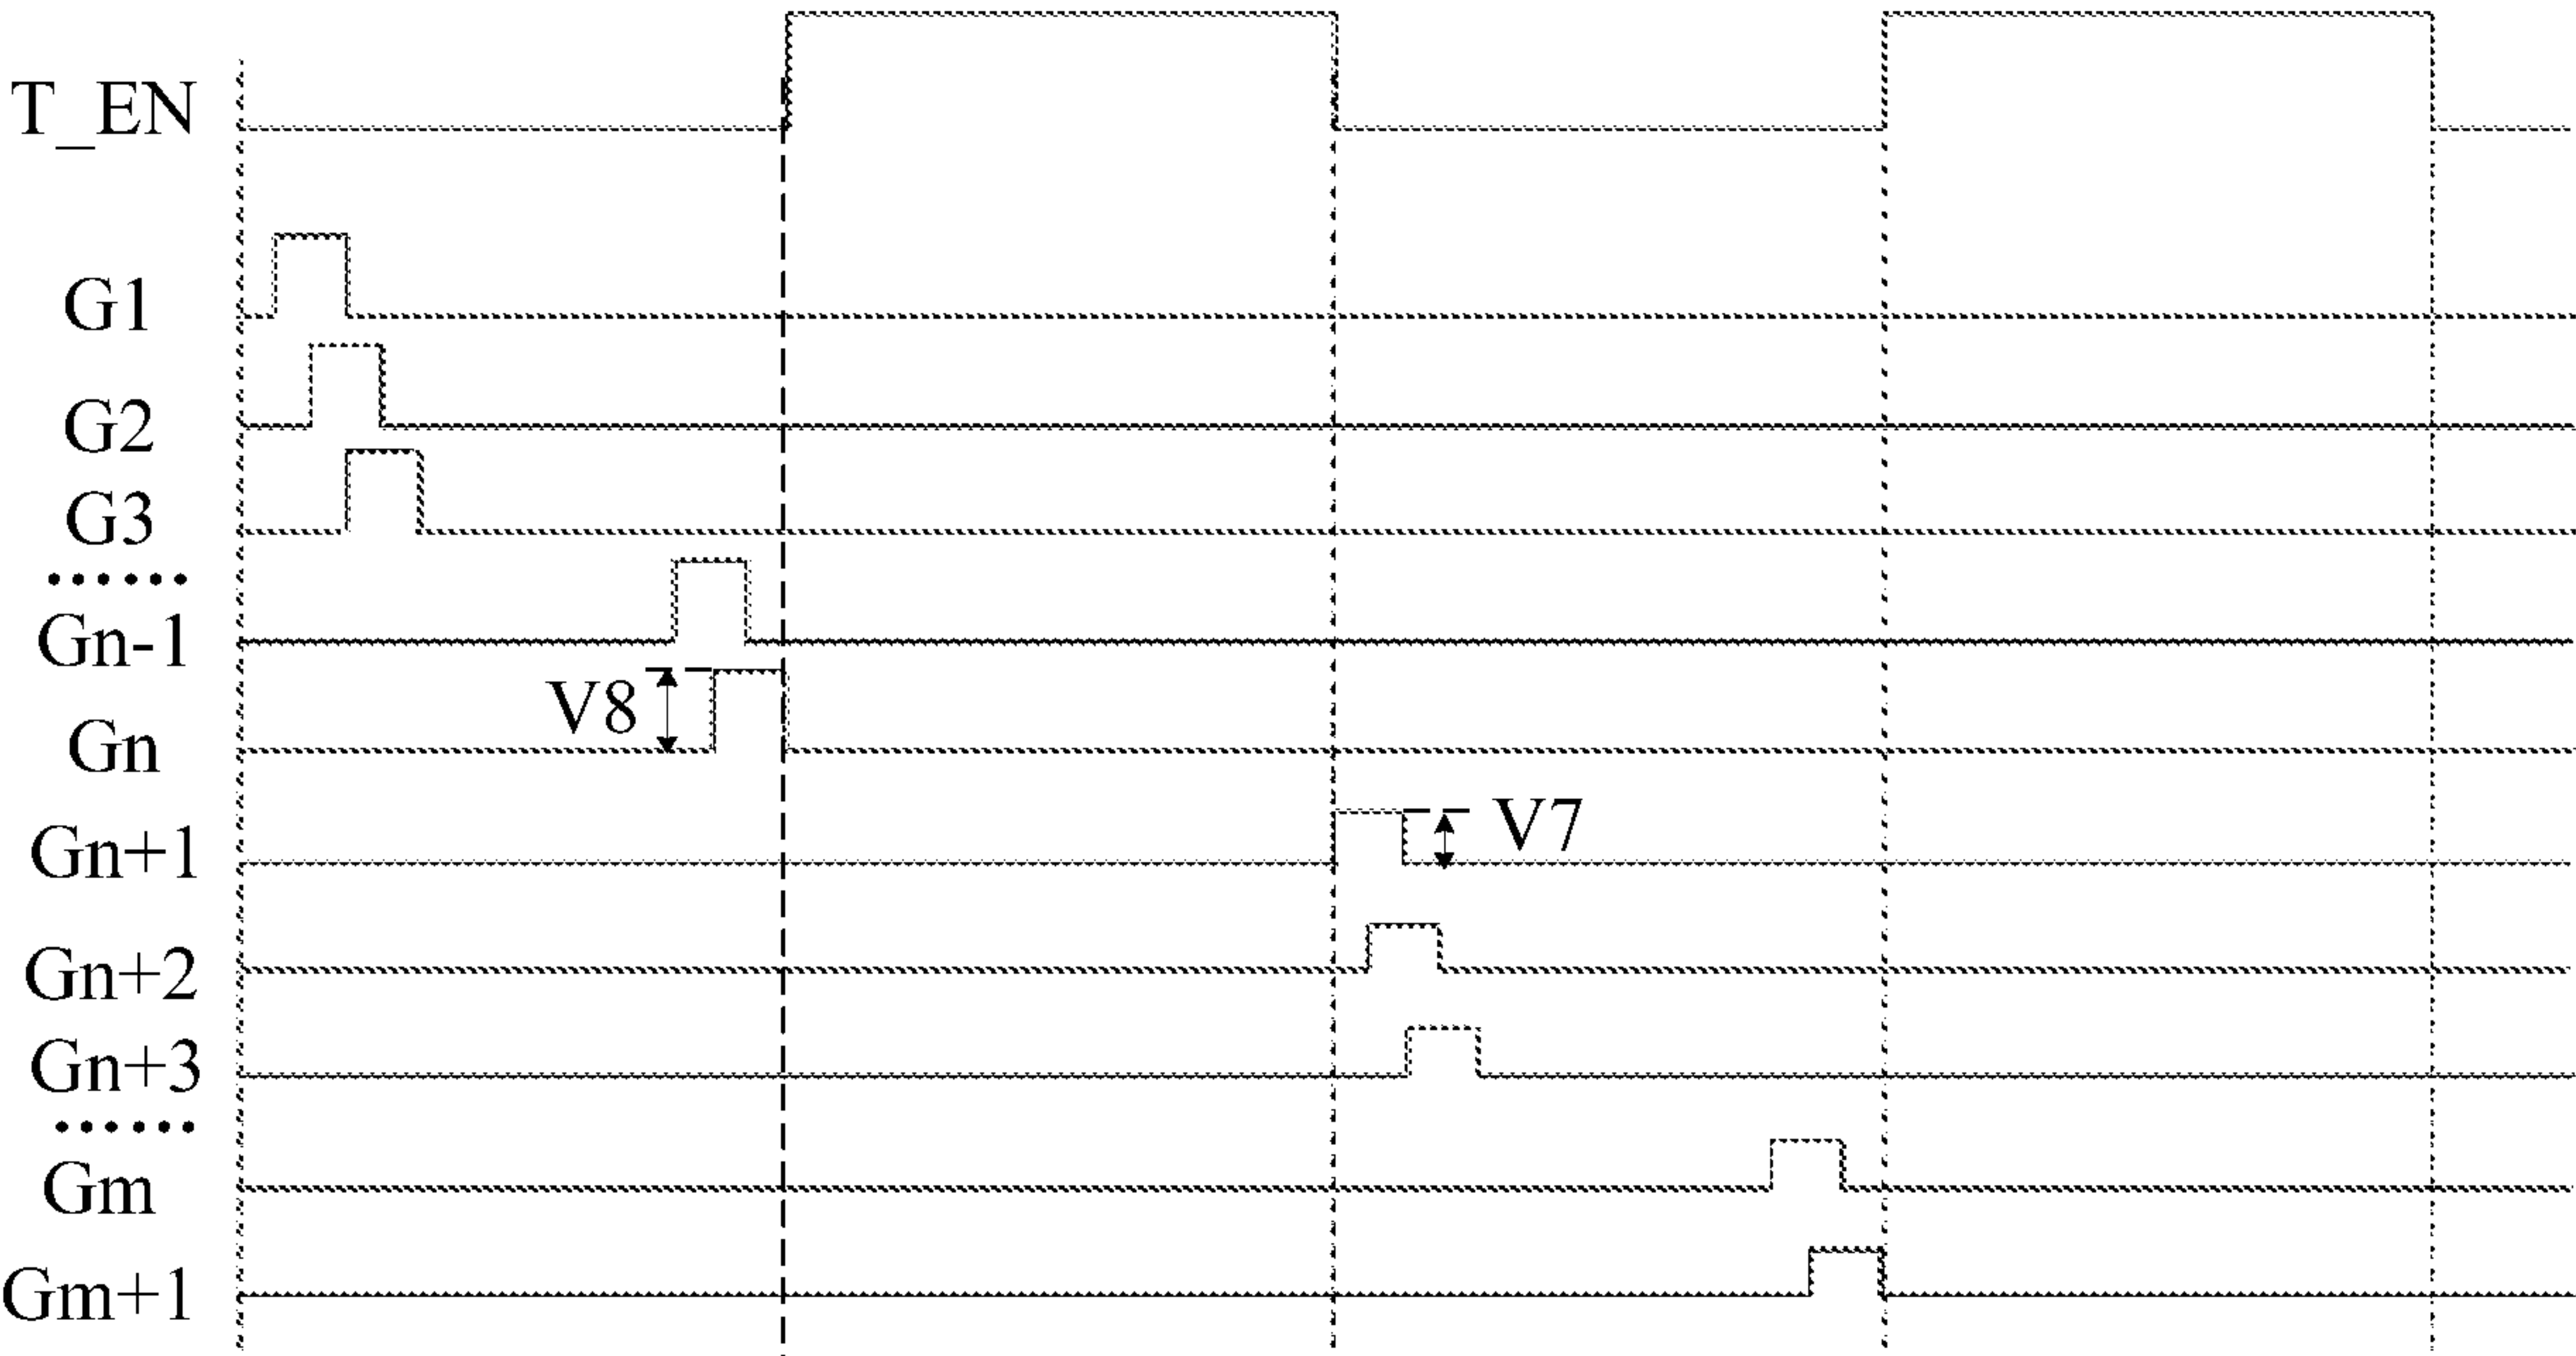 T_EN
G1
G2
G3
......
Gn-1
V8
Gn
V7
Gn+1
Gn+2
Gn+3
......
Gm
Gm+1